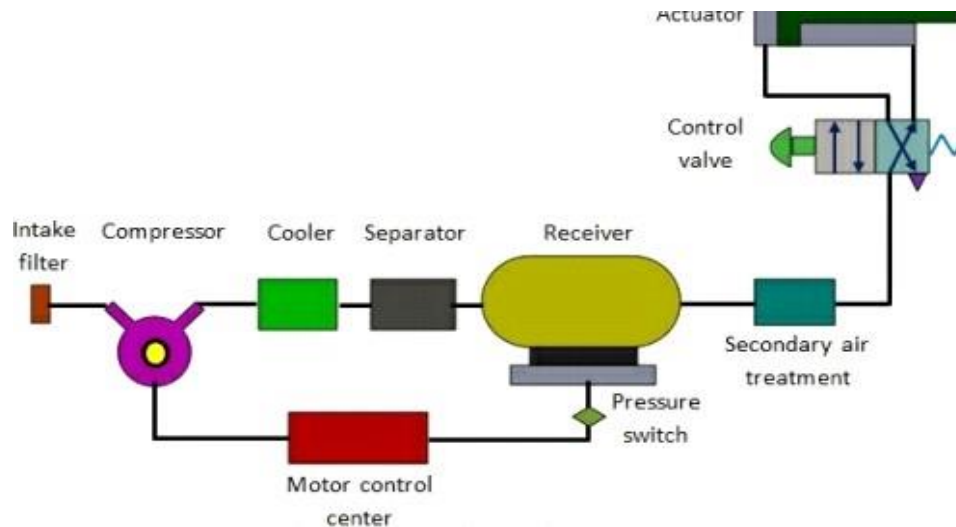 Actuator
Control
valve
Intake
filter
Compressor
Cooler
Separator
Receiver
Secondary air
treatment
Pressure
switch
Motor control
center